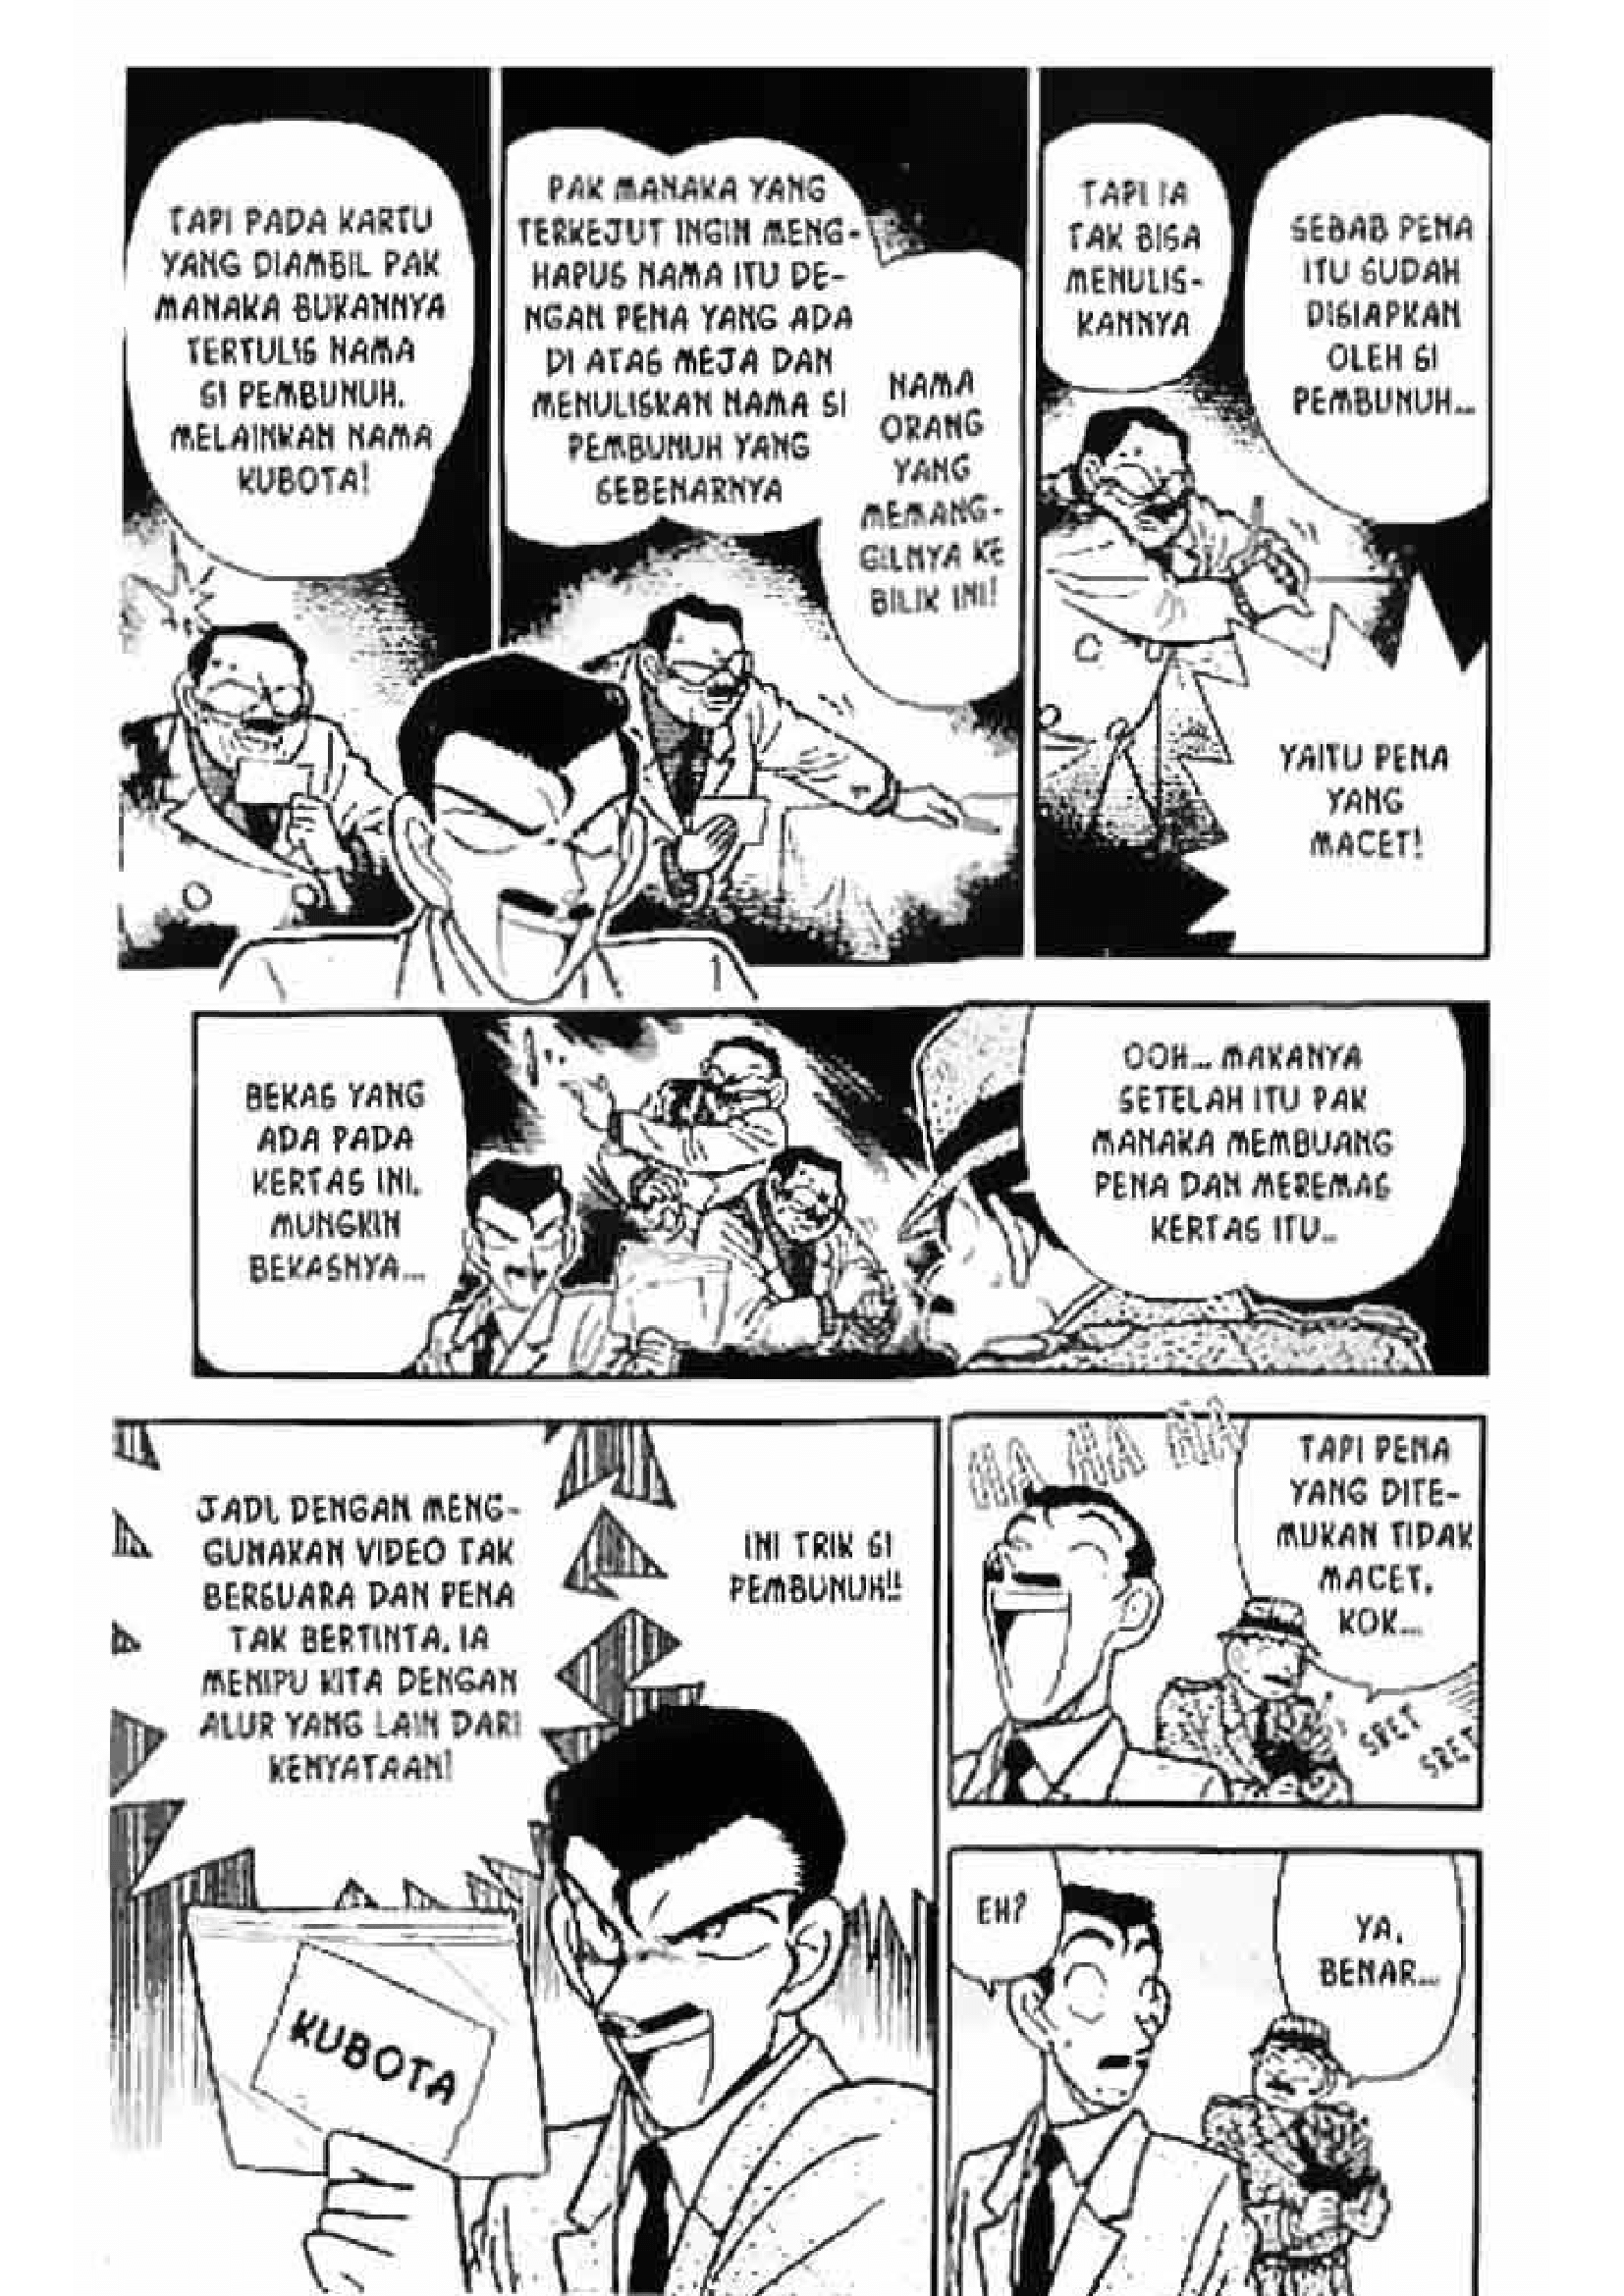 TAPI PADA KARTU
YANG DIAMBIL PAK
MANAKA BUKANNYA
TERTULIS NAMA
SI PEMBUNUH,
MELAINKAN NAMA
KUBOTA!
PAK MANAKA YANG
TERKEJUT INGIN MENG-
HAPUS NAMA ITU DE-
NGAN PENA YANG ADA
DI ATAS MEJA DAN
MENULISKAN NAMA SI
PEMBUNUH YANG
SEBENARNYA
NAMA
ORANG
YANG
MEMANG-
GILNYA KE
BILIK INI!
TAPI IA
TAK BISA
MENULIS-
KANNYA
SEBAB PENA
ITU SUDAH
DISIAPKAN
OLEH SI
PEMBUNUH...
YAITU PENA
YANG
MACET!
BEKAS YANG
ADA PADA
KERTAS INI,
MUNGKIN
BEKASNYA...
OOH... MAKANYA
SETELAH ITU PAK
MANAKA MEMBUANG
PENA DAN MEREMAS
KERTAS ITU...
JADI, DENGAN MENG-
GUNAKAN VIDEO TAK
BERSUARA DAN PENA
TAK BERTINTA, IA
MENIPU KITA DENGAN
ALUR YANG LAIN DARI
KENYATAAN!
INI TRIK SI
PEMBUNUH!!
KUBOTA
HA HA HA
TAPI PENA
YANG DITE-
MUKAN TIDAK
MACET,
KOK...
SRET
SRET
EH?
YA,
BENAR...